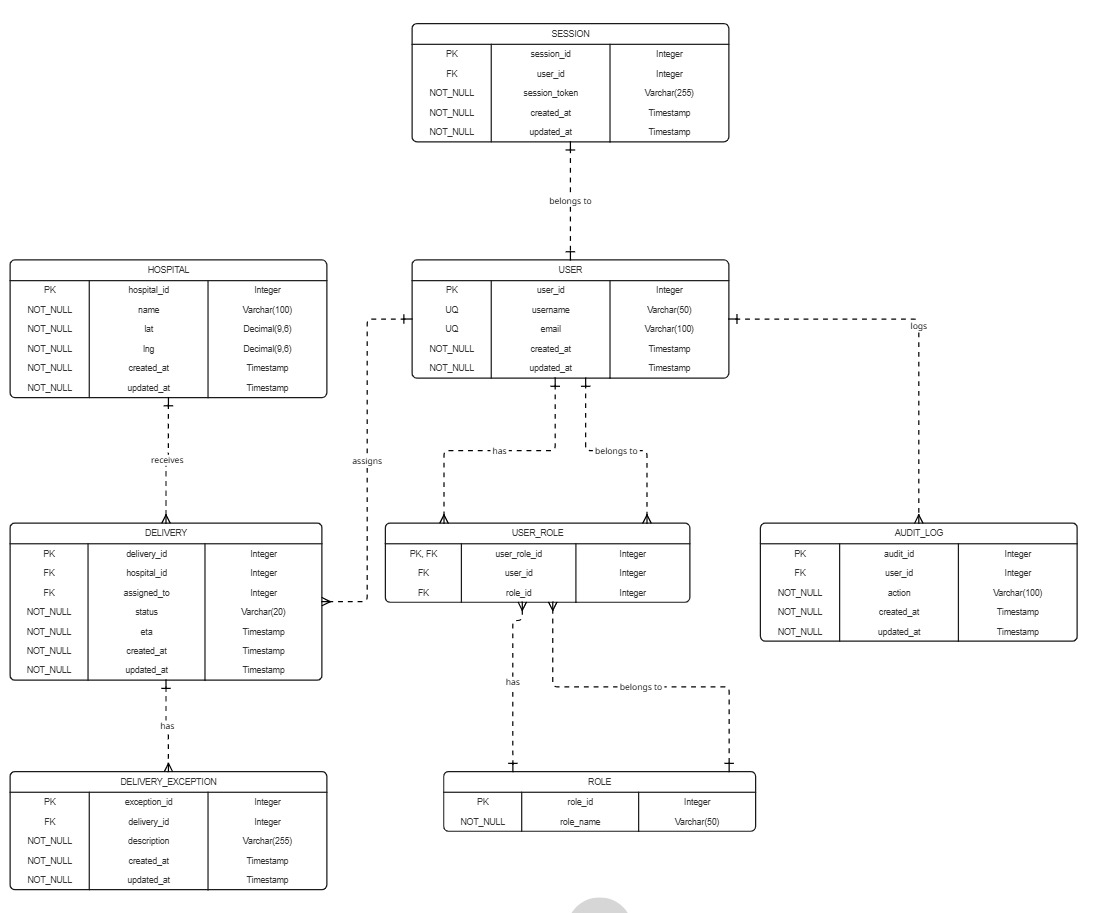 SESSION
PK session_id Integer
FK user_id Integer
NOT_NULL session_token Varchar(255)
NOT_NULL created_at Timestamp
NOT_NULL updated_at Timestamp
belongs to
HOSPITAL
PK hospital_id Integer
NOT_NULL name Varchar(100)
NOT_NULL lat Decimal(9,6)
NOT_NULL lng Decimal(9,6)
NOT_NULL created_at Timestamp
NOT_NULL updated_at Timestamp
USER
PK user_id Integer
UQ username Varchar(50)
UQ email Varchar(100)
NOT_NULL created_at Timestamp
NOT_NULL updated_at Timestamp
logs
receives
assigns
has
belongs to
DELIVERY
PK delivery_id Integer
FK hospital_id Integer
FK assigned_to Integer
NOT_NULL status Varchar(20)
NOT_NULL eta Timestamp
NOT_NULL created_at Timestamp
NOT_NULL updated_at Timestamp
USER_ROLE
PK, FK user_role_id Integer
FK user_id Integer
FK role_id Integer
AUDIT_LOG
PK audit_id Integer
FK user_id Integer
NOT_NULL action Varchar(100)
NOT_NULL created_at Timestamp
NOT_NULL updated_at Timestamp
has
has
belongs to
DELIVERY_EXCEPTION
PK exception_id Integer
FK delivery_id Integer
NOT_NULL description Varchar(255)
NOT_NULL created_at Timestamp
NOT_NULL updated_at Timestamp
ROLE
PK role_id Integer
NOT_NULL role_name Varchar(50)